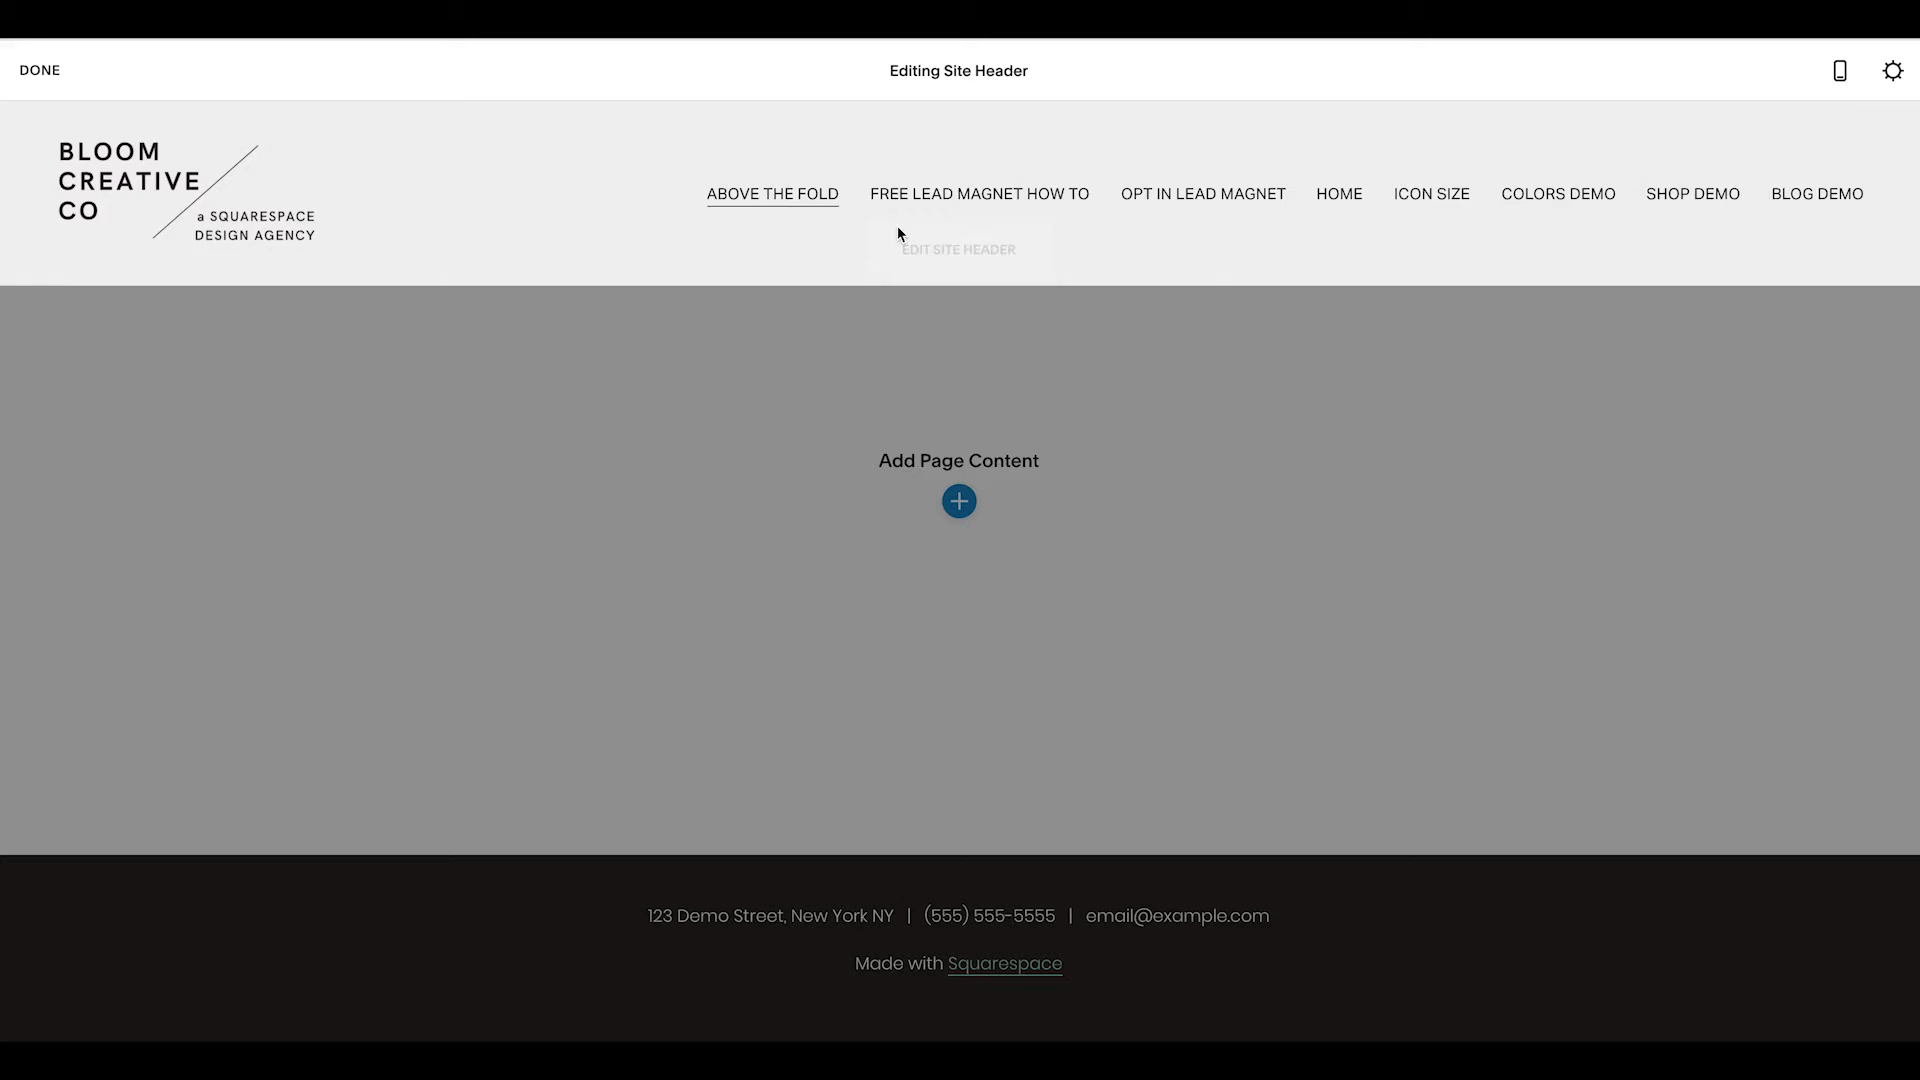 DONE
Editing Site Header
BLOOM
CREATIVE
CO
a SQUARESPACE
DESIGN AGENCY
ABOVE THE FOLD FREE LEAD MAGNET HOW TO OPT IN LEAD MAGNET HOME ICON SIZE COLORS DEMO SHOP DEMO BLOG DEMO
EDIT SITE HEADER
Add Page Content
123 Demo Street, New York NY | (555) 555-5555 | email@example.com
Made with Squarespace